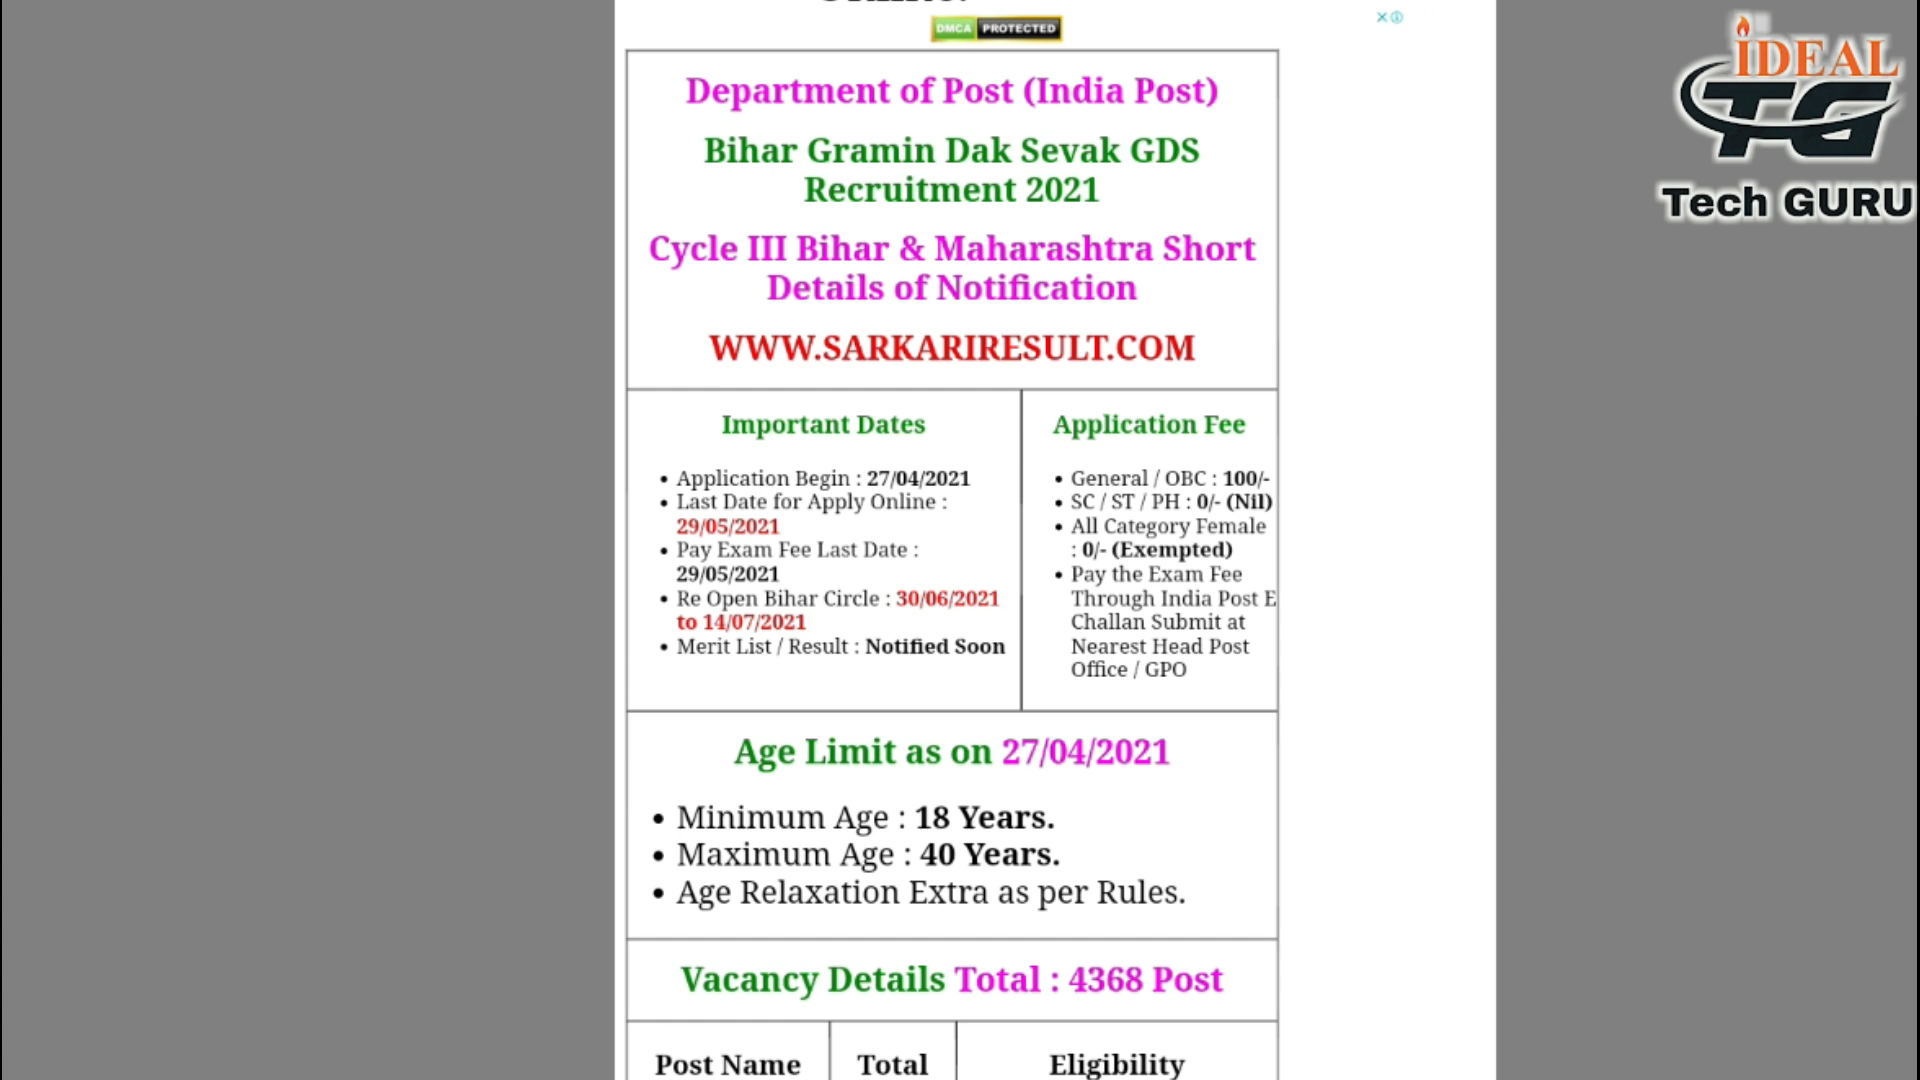 DMCA PROTECTED
IDEAL
TG
Tech GURU
Department of Post (India Post)
Bihar Gramin Dak Sevak GDS
Recruitment 2021
Cycle III Bihar & Maharashtra Short
Details of Notification
WWW.SARKARIRESULT.COM
Important Dates
• Application Begin : 27/04/2021
• Last Date for Apply Online :
29/05/2021
• Pay Exam Fee Last Date :
29/05/2021
• Re Open Bihar Circle : 30/06/2021
to 14/07/2021
• Merit List / Result : Notified Soon
Application Fee
• General / OBC : 100/-
• SC / ST / PH : 0/- (Nil)
• All Category Female
: 0/- (Exempted)
• Pay the Exam Fee
Through India Post E
Challan Submit at
Nearest Head Post
Office / GPO
Age Limit as on 27/04/2021
• Minimum Age : 18 Years.
• Maximum Age : 40 Years.
• Age Relaxation Extra as per Rules.
Vacancy Details Total : 4368 Post
Post Name Total Eligibility